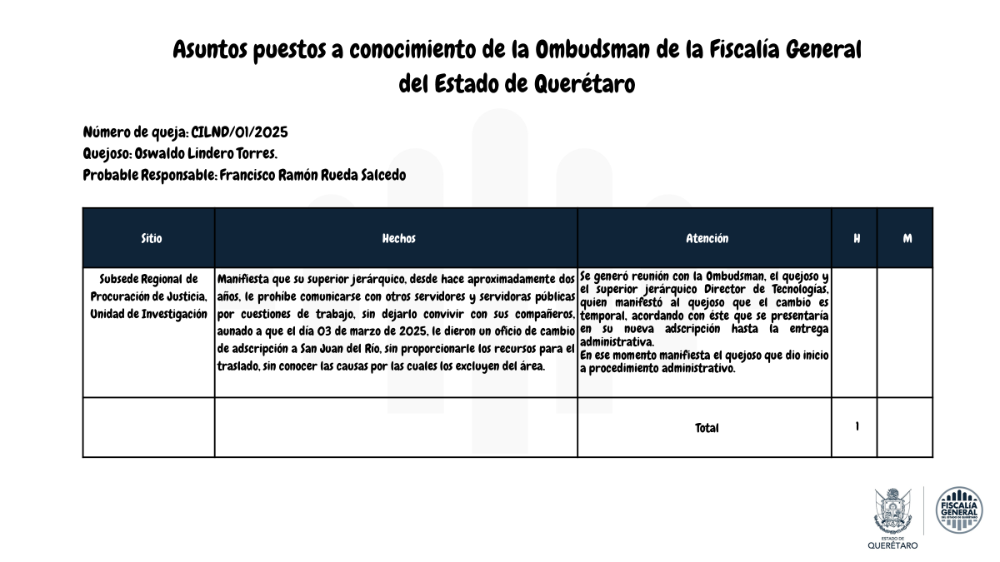 Asuntos puestos a conocimiento de la Ombudsman de la Fiscalía General
del Estado de Querétaro
Número de queja: CILND/01/2025
Quejoso: Oswaldo Lindero Torres.
Probable Responsable: Francisco Ramón Rueda Salcedo
Sitio
Hechos
Atención
H
M
Subsede Regional de
Procuración de Justicia,
Unidad de Investigación
Manifiesta que su superior jerárquico, desde hace aproximadamente dos
años, le prohíbe comunicarse con otros servidores y servidoras públicas
por cuestiones de trabajo, sin dejarlo convivir con sus compañeros,
aunado a que el día 03 de marzo de 2025, le dieron un oficio de cambio
de adscripción a San Juan del Río, sin proporcionarle los recursos para el
traslado, sin conocer las causas por las cuales los excluyen del área.
Se generó reunión con la Ombudsman, el quejoso y
el superior jerárquico Director de Tecnologías,
quien manifestó al quejoso que el cambio es
temporal, acordando con éste que se presentaría
en su nueva adscripción hasta la entrega
administrativa.
En ese momento manifiesta el quejoso que dio inicio
a procedimiento administrativo.
Total
1
ESTADO DE
QUERÉTARO
FISCALÍA
GENERAL
DEL ESTADO DE QUERÉTARO